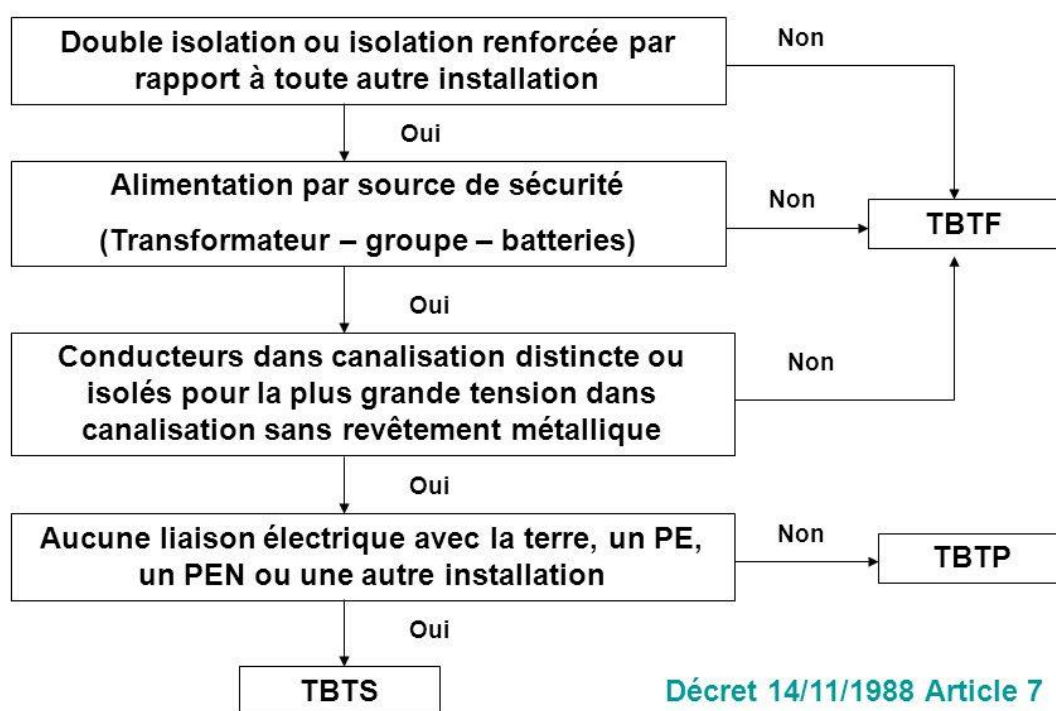 Double isolation ou isolation renforcée par
rapport à toute autre installation
Non
Oui
Alimentation par source de sécurité
(Transformateur – groupe – batteries)
Non
TBTF
Oui
Conducteurs dans canalisation distincte ou
isolés pour la plus grande tension dans
canalisation sans revêtement métallique
Non
Oui
Aucune liaison électrique avec la terre, un PE,
un PEN ou une autre installation
Non
TBTP
Oui
TBTS
Décret 14/11/1988 Article 7